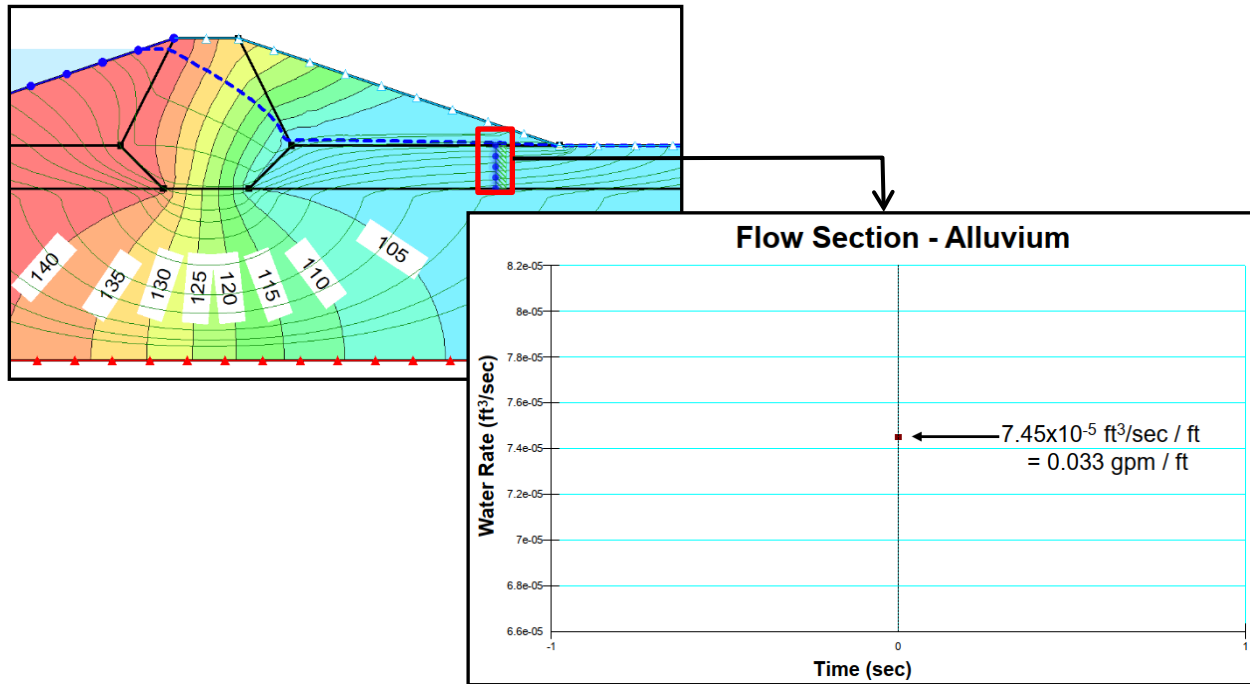 140
135
130
125
120
115
110
105
Flow Section - Alluvium
Water Rate (ft³/sec)
8.2e-05
8e-05
7.8e-05
7.6e-05
7.4e-05
7.2e-05
7e-05
6.8e-05
6.6e-05
7.45x10⁻⁵ ft³/sec / ft
= 0.033 gpm / ft
-1
0
1
Time (sec)